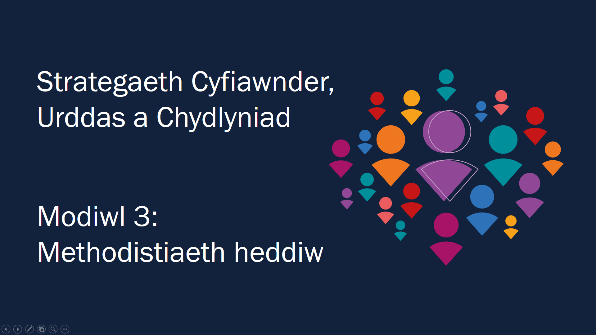 Strategaeth Cyfiawnder,
Urddas a Chydlyniad
Modiwl 3:
Methodistiaeth heddiw